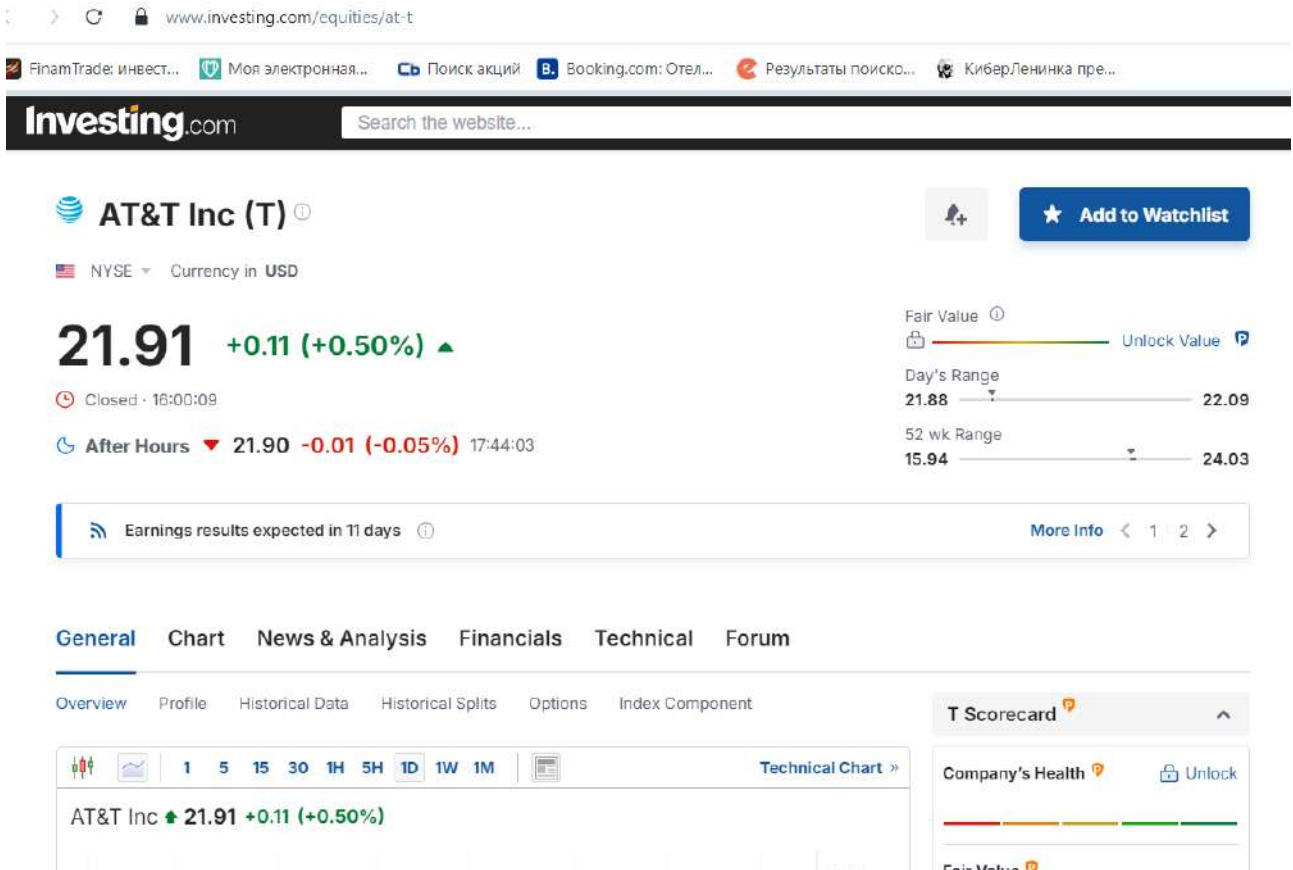 www.investing.com/equities/at-t
FinamTrade: инвест... Моя электронная... Сь Поиск акций B. Booking.com: Отел... Результаты поиско... КиберЛенинка пре...
Investing.com Search the website...
AT&T Inc (T)
Add to Watchlist
NYSE Currency in USD
21.91 +0.11 (+0.50%)
Closed · 16:00:09
After Hours 21.90 -0.01 (-0.05%) 17:44:03
Fair Value
Unlock Value
Day's Range
21.88 22.09
52 wk Range
15.94 24.03
Earnings results expected in 11 days More Info 1 2
General Chart News & Analysis Financials Technical Forum
Overview Profile Historical Data Historical Splits Options Index Component
1 5 15 30 1H 5H 1D 1W 1M Technical Chart »
AT&T Inc 21.91 +0.11 (+0.50%)
T Scorecard
Company's Health Unlock
Fair Value